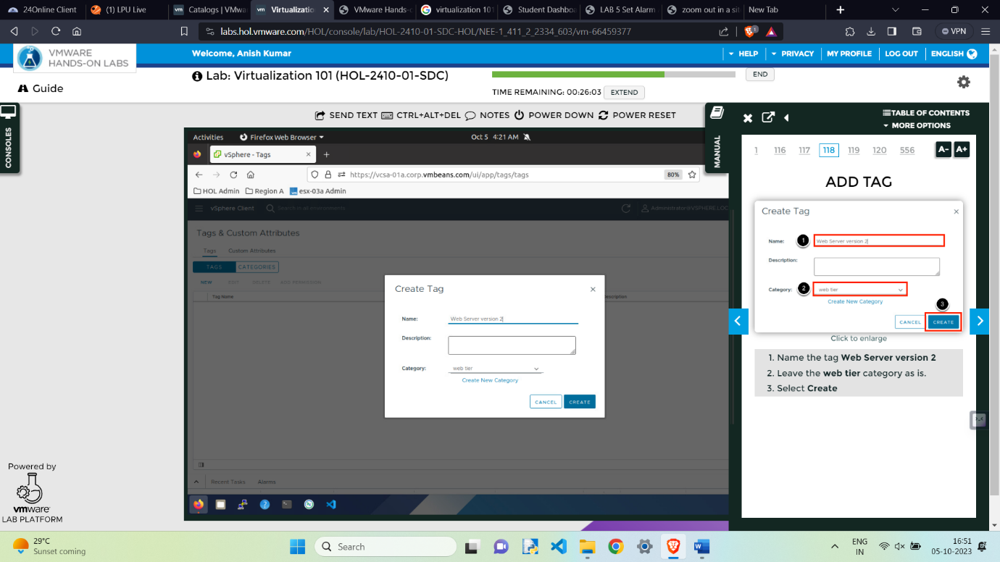 24Online Client
(1) LPU Live
Catalogs | VMwa
Virtualizatio
VMware Hands-o
virtualization 101
Student Dashboa
LAB 5 Set Alarm
zoom out in a sit
New Tab
labs.hol.vmware.com/HOL/console/lab/HOL-2410-01-SDC-HOL/NEE-1_411_2_2334_603/vm-66459377
VPN
VMWARE
HANDS-ON LABS
Welcome, Anish Kumar
HELP
PRIVACY
MY PROFILE
LOG OUT
ENGLISH
Lab: Virtualization 101 (HOL-2410-01-SDC)
END
Guide
TIME REMAINING: 00:26:03
EXTEND
SEND TEXT
CTRL+ALT+DEL
NOTES
POWER DOWN
POWER RESET
CONSOLES
MANUAL
TABLE OF CONTENTS
MORE OPTIONS
Activities
Firefox Web Browser
Oct 5 4:21 AM
vSphere - Tags
https://vcsa-01a.corp.vmbeans.com/ui/app/tags/tags
80%
HOL Admin
Region A
esx-03a Admin
vSphere Client
Search in all environments
Administrator@VSPHERE.LOC
Tags & Custom Attributes
Tags
Custom Attributes
TAGS
CATEGORIES
NEW
EDIT
DELETE
ADD PERMISSION
Tag Name
Description
Create Tag
Name:
Web Server version 2
Description:
Category:
web tier
Create New Category
CANCEL
CREATE
Recent Tasks
Alarms
1
116
117
118
119
120
556
A-
A+
ADD TAG
Create Tag
Name:
1
Web Server version 2
Description:
Category:
2
web tier
Create New Category
3
CANCEL
CREATE
Click to enlarge
1. Name the tag Web Server version 2
2. Leave the web tier category as is.
3. Select Create
Powered by
vmware
LAB PLATFORM
29°C
Sunset coming
Search
ENG
IN
16:51
05-10-2023